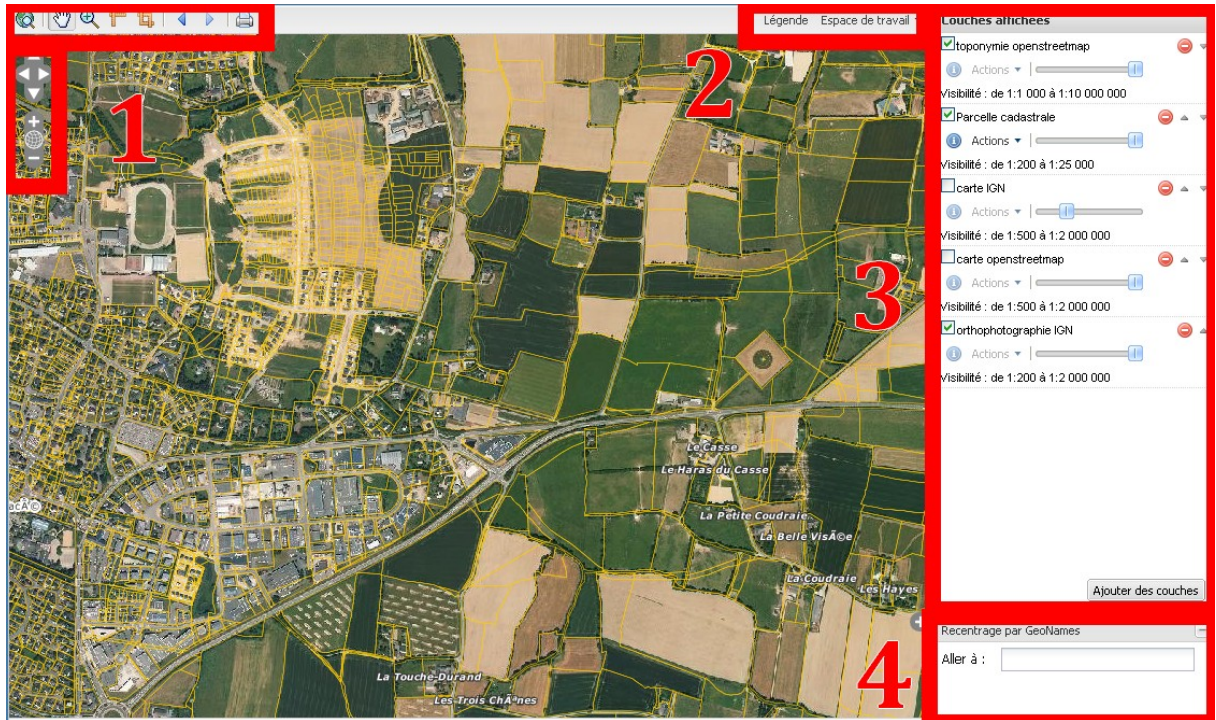 Légende Espace de travail
1
2
3
4
Le Casse
Le Haras du Casse
La Petite Coudraie
La Belle VisÃ©e
La Coudraie
Les Hayes
acÃ©
La Touche-Durand
Les Trois ChÃªnes
Couches affichées
toponymie openstreetmap
Actions
Visibilité : de 1:1 000 à 1:10 000 000
Parcelle cadastrale
Actions
Visibilité : de 1:200 à 1:25 000
carte IGN
Actions
Visibilité : de 1:500 à 1:2 000 000
carte openstreetmap
Actions
Visibilité : de 1:500 à 1:2 000 000
orthophotographie IGN
Actions
Visibilité : de 1:200 à 1:2 000 000
Ajouter des couches
Recentrage par GeoNames
Aller à :